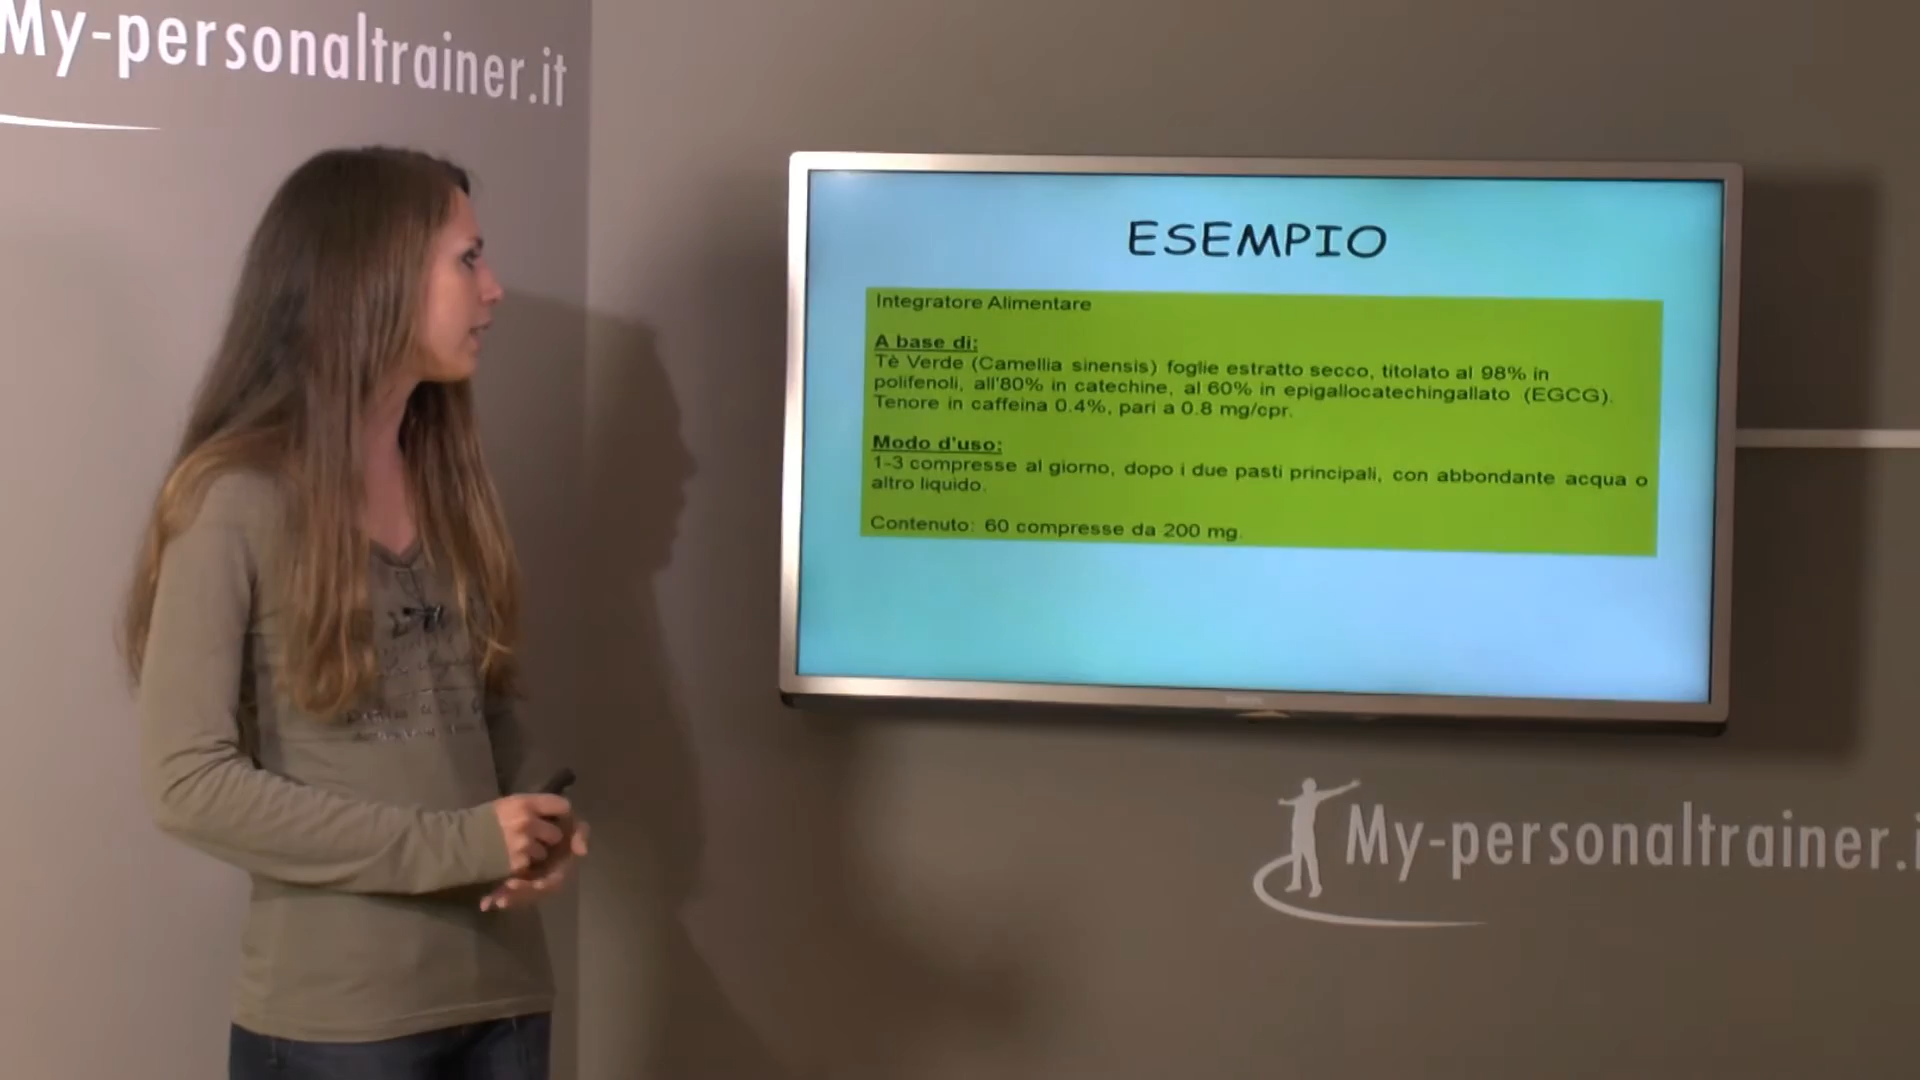 My-personaltrainer.it
ESEMPIO
Integratore Alimentare
A base di:
Tè Verde (Camellia sinensis) foglie estratto secco, titolato al 98% in
polifenoli, all'80% in catechine, al 60% in epigallocatechingallato (EGCG).
Tenore in caffeina 0.4%, pari a 0.8 mg/cpr.
Modo d'uso:
1-3 compresse al giorno, dopo i due pasti principali, con abbondante acqua o
altro liquido.
Contenuto: 60 compresse da 200 mg.
My-personaltrainer.i